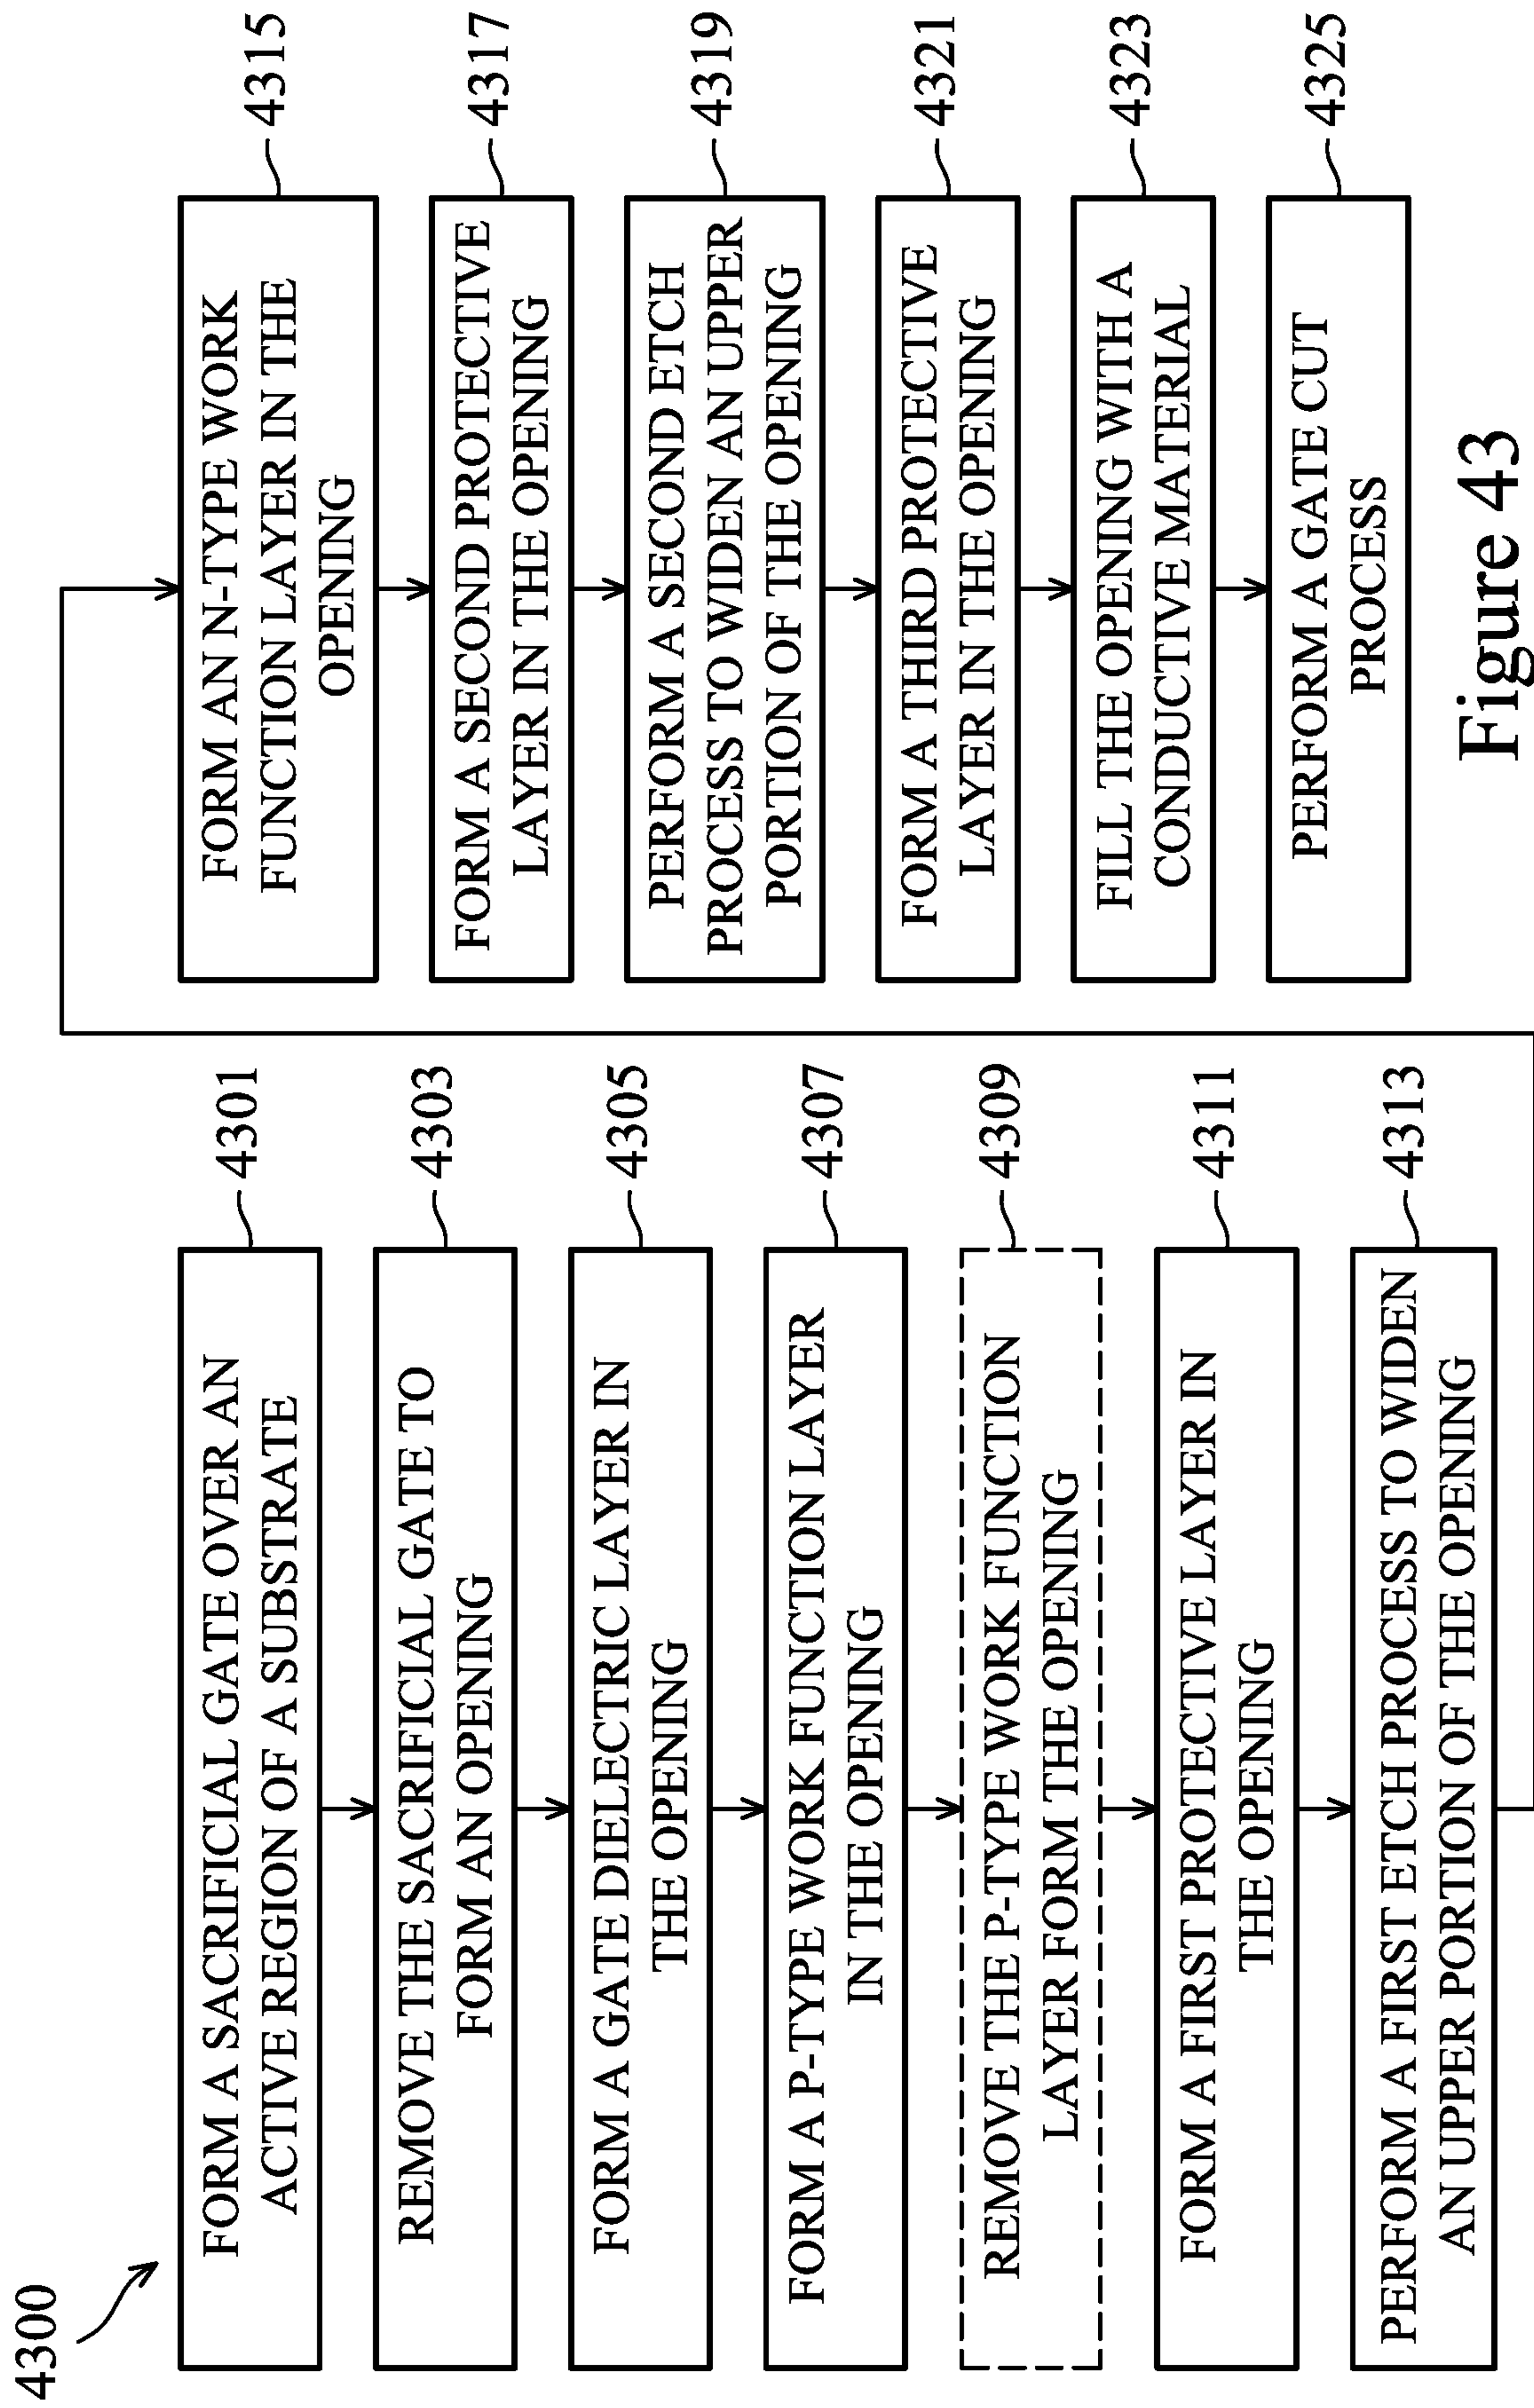 4300
FORM A SACRIFICIAL GATE OVER AN
ACTIVE REGION OF A SUBSTRATE
4301
REMOVE THE SACRIFICIAL GATE TO
FORM AN OPENING
4303
FORM A GATE DIELECTRIC LAYER IN
THE OPENING
4305
FORM A P-TYPE WORK FUNCTION LAYER
IN THE OPENING
4307
REMOVE THE P-TYPE WORK FUNCTION
LAYER FORM THE OPENING
4309
FORM A FIRST PROTECTIVE LAYER IN
THE OPENING
4311
PERFORM A FIRST ETCH PROCESS TO WIDEN
AN UPPER PORTION OF THE OPENING
4313
FORM AN N-TYPE WORK
FUNCTION LAYER IN THE
OPENING
4315
FORM A SECOND PROTECTIVE
LAYER IN THE OPENING
4317
PERFORM A SECOND ETCH
PROCESS TO WIDEN AN UPPER
PORTION OF THE OPENING
4319
FORM A THIRD PROTECTIVE
LAYER IN THE OPENING
4321
FILL THE OPENING WITH A
CONDUCTIVE MATERIAL
4323
PERFORM A GATE CUT
PROCESS
4325
Figure 43